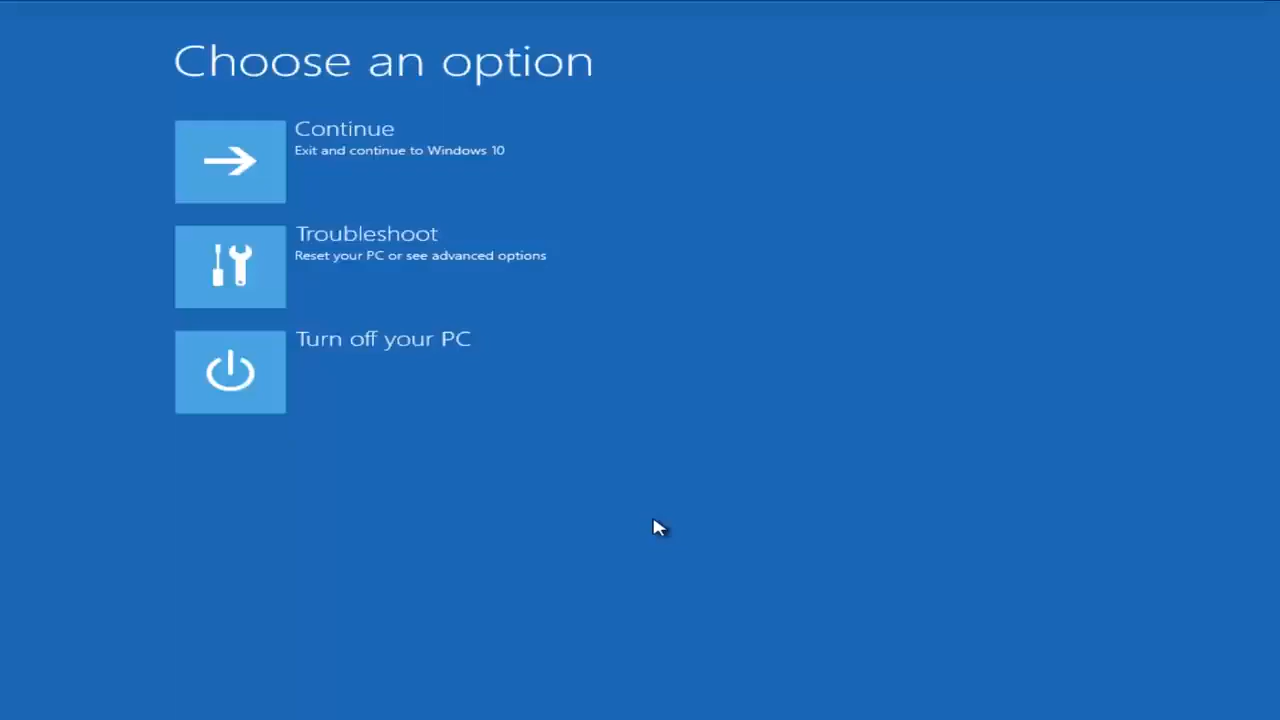 Choose an option
Continue
Exit and continue to Windows 10
Troubleshoot
Reset your PC or see advanced options
Turn off your PC